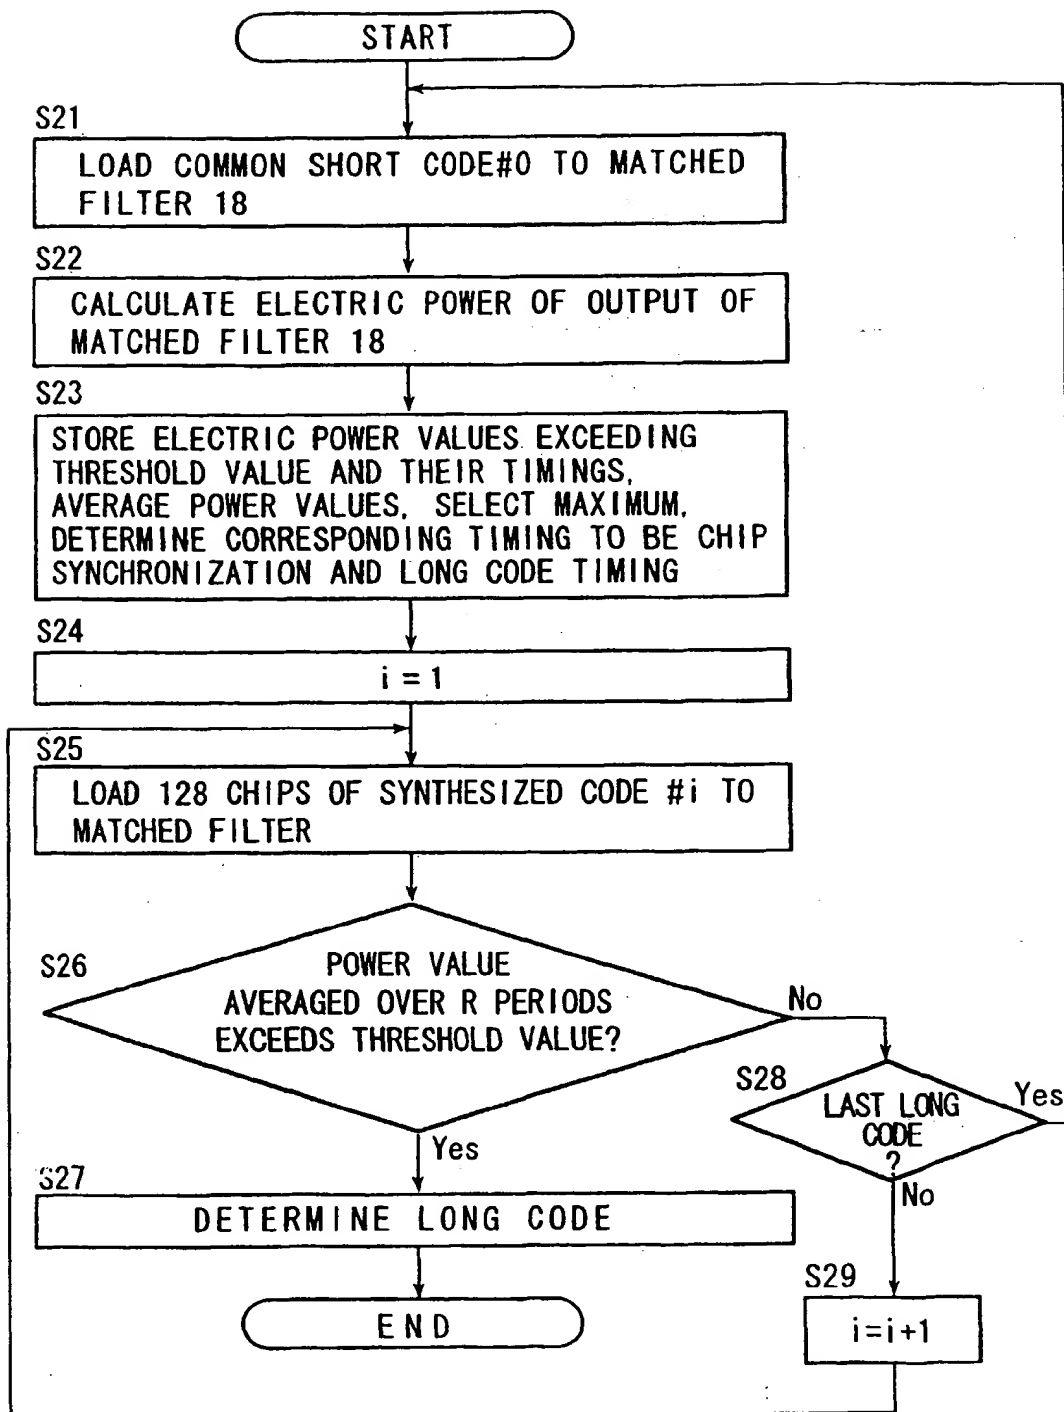 START
S21
LOAD COMMON SHORT CODE#0 TO MATCHED
FILTER 18
S22
CALCULATE ELECTRIC POWER OF OUTPUT OF
MATCHED FILTER 18
S23
STORE ELECTRIC POWER VALUES EXCEEDING
THRESHOLD VALUE AND THEIR TIMINGS,
AVERAGE POWER VALUES, SELECT MAXIMUM,
DETERMINE CORRESPONDING TIMING TO BE CHIP
SYNCHRONIZATION AND LONG CODE TIMING
S24
i = 1
S25
LOAD 128 CHIPS OF SYNTHESIZED CODE #i TO
MATCHED FILTER
S26
POWER VALUE
AVERAGED OVER R PERIODS
EXCEEDS THRESHOLD VALUE?
No
S28
LAST LONG
CODE
?
Yes
Yes
No
S27
DETERMINE LONG CODE
S29
i=i+1
END